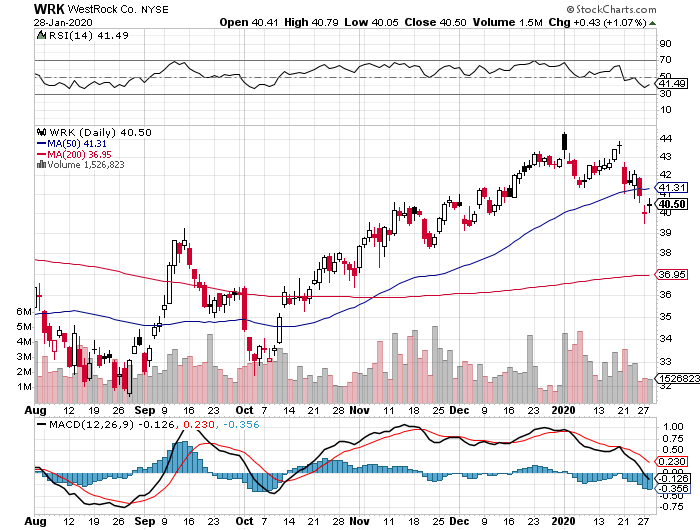 WRK WestRock Co. NYSE © StockCharts.com
28-Jan-2020 Open 40.41 High 40.79 Low 40.05 Close 40.50 Volume 1.5M Chg +0.43 (+1.07%)
RSI(14) 41.49
90
70
50
41.49
30
10
WRK (Daily) 40.50
MA(50) 41.31
MA(200) 36.95
Volume 1,526,823
44
43
42
41.31
40.50
40
39
38
36.95
36
35
34
33
32
6M
5M
4M
3M
2M
1M
1526823
Aug 12 19 26 Sep 9 16 23 Oct 7 14 21 28 Nov 11 18 25 Dec 9 16 23 2020 13 21 27
MACD(12,26,9) -0.126, 0.230, -0.356
1.00
0.75
0.50
0.230
0.00
-0.126
-0.356
-0.75
Aug 12 19 26 Sep 9 16 23 Oct 7 14 21 28 Nov 11 18 25 Dec 9 16 23 2020 13 21 27